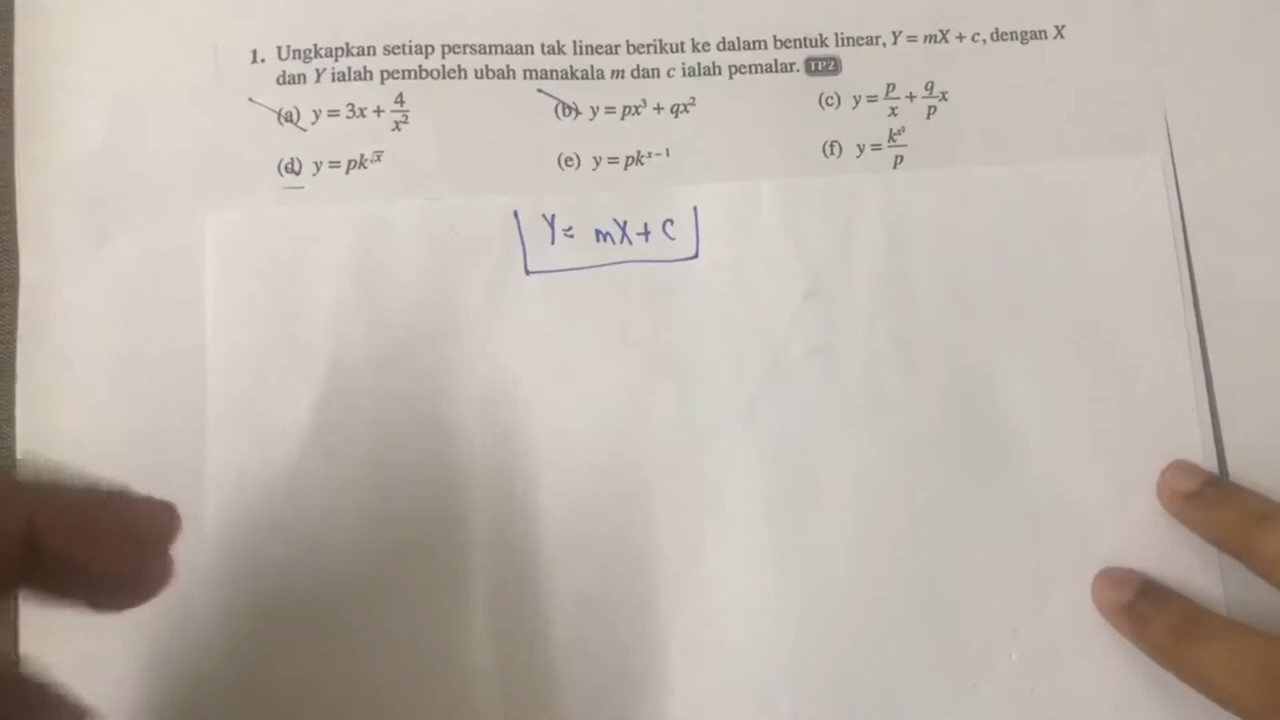 1. Ungkapkan setiap persamaan tak linear berikut ke dalam bentuk linear, Y = mX + c, dengan X
dan Y ialah pemboleh ubah manakala m dan c ialah pemalar. TP2
(a) y = 3x + 4/x² (b) y = px³ + qx² (c) y = p/x + q/p x
(d) y = pk^√x (e) y = pk^(x−1) (f) y = k^(x²)/p
Y = mX + C